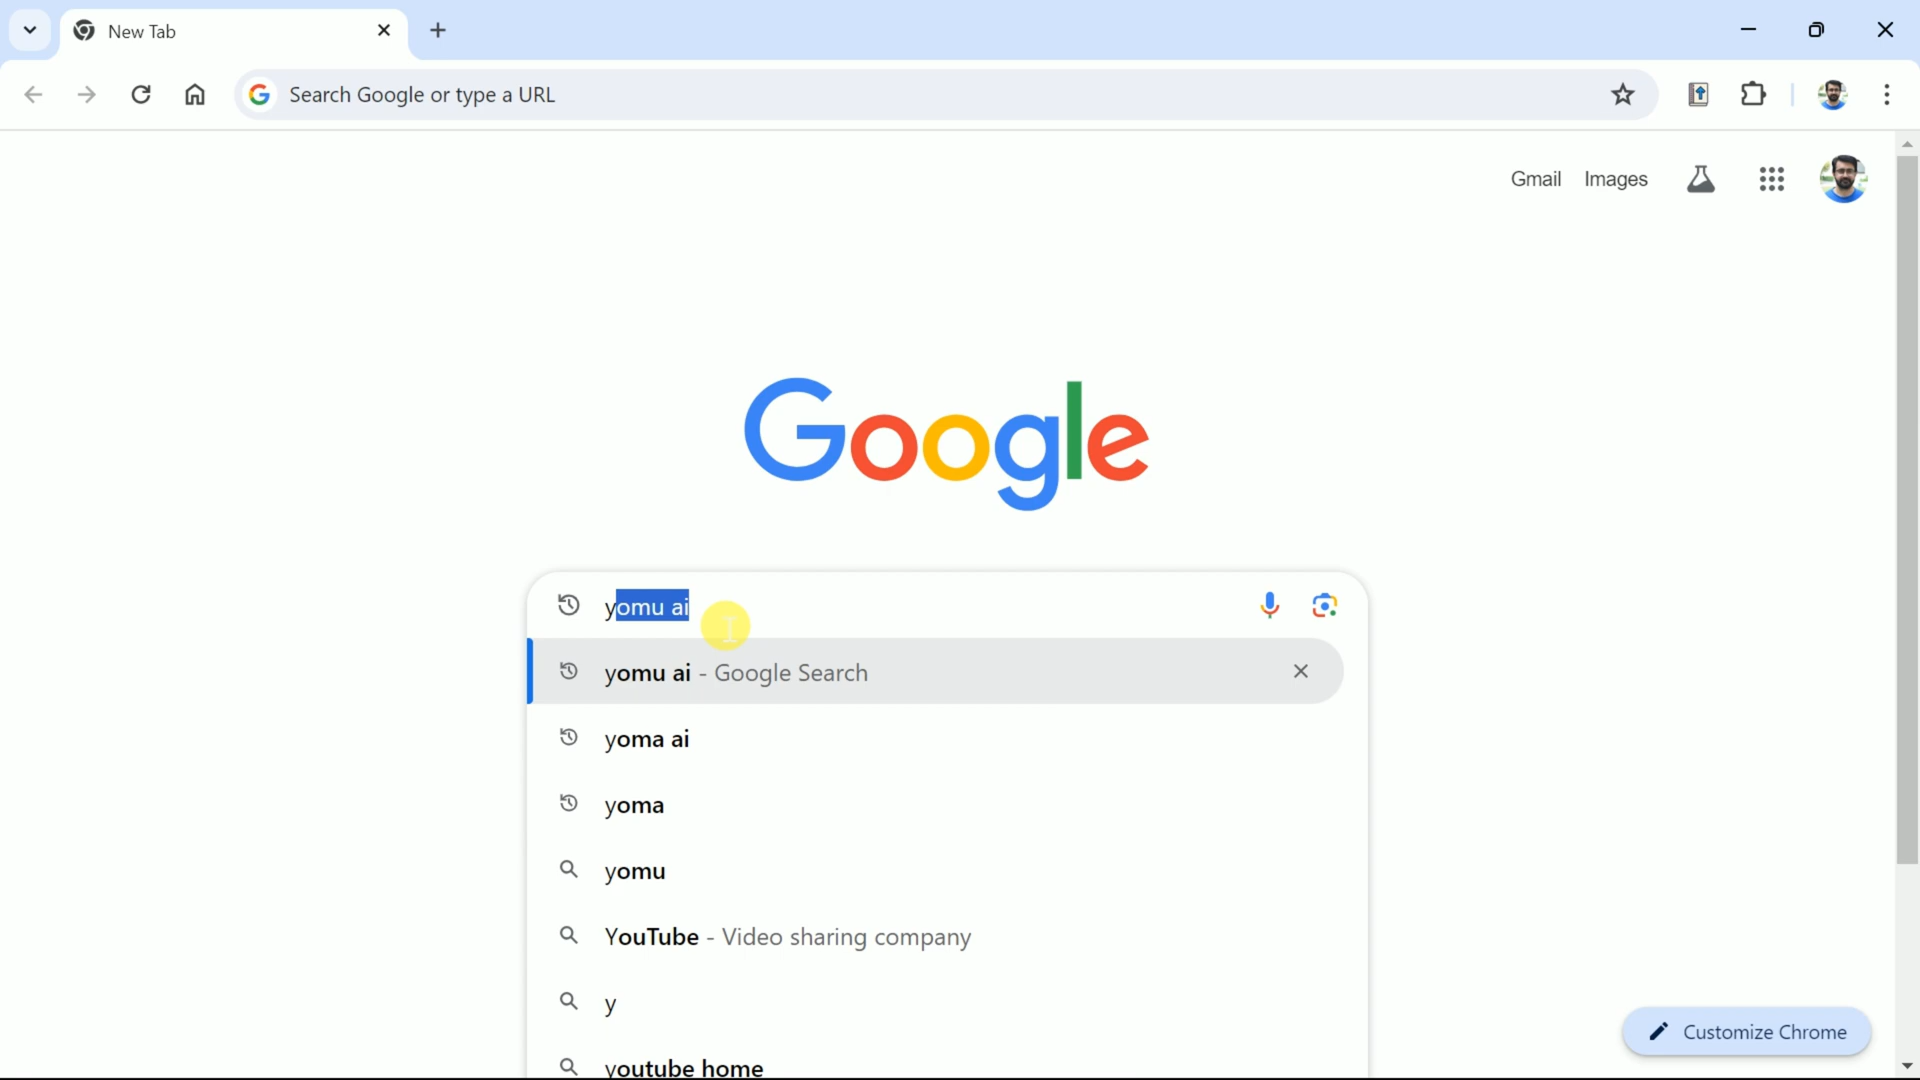 New Tab
Search Google or type a URL
Gmail Images
Google
yomu ai
yomu ai - Google Search
yoma ai
yoma
yomu
YouTube - Video sharing company
y
youtube home
Customize Chrome